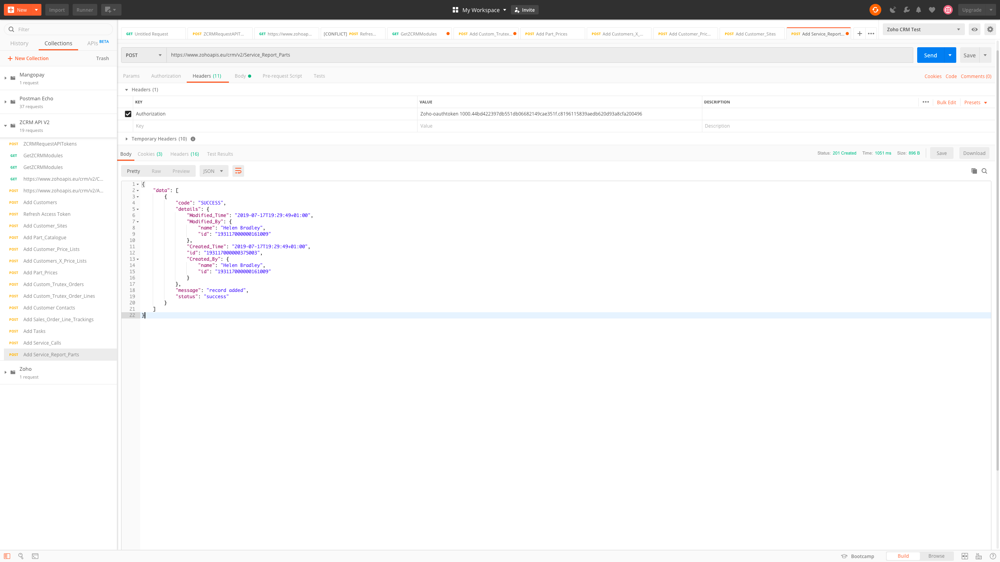 New
Import
Runner
My Workspace
Invite
Upgrade
Filter
History
Collections
APIs BETA
New Collection
Trash
Mangopay
1 request
Postman Echo
37 requests
ZCRM API V2
19 requests
POST ZCRMRequestAPITokens
GET GetZCRMModules
GET GetZCRMModules
GET https://www.zohoapis.eu/crm/v2/C...
POST https://www.zohoapis.eu/crm/v2/A...
POST Add Customers
POST Refresh Access Token
POST Add Customer_Sites
POST Add Part_Catalogue
POST Add Customer_Price_Lists
POST Add Customers_X_Price_Lists
POST Add Part_Prices
POST Add Custom_Trutex_Orders
POST Add Custom_Trutex_Order_Lines
POST Add Customer Contacts
POST Add Sales_Order_Line_Trackings
POST Add Tasks
POST Add Service_Calls
POST Add Service_Report_Parts
Zoho
1 request
GET Untitled Request
POST ZCRMRequestAPIT...
GET https://www.zohoap...
[CONFLICT] POST Refres...
GET GetZCRMModules
POST Add Custom_Trutex...
POST Add Part_Prices
POST Add Customers_X_...
POST Add Customer_Pric...
POST Add Customer_Sites
POST Add Service_Report...
Zoho CRM Test
POST
https://www.zohoapis.eu/crm/v2/Service_Report_Parts
Send
Save
Params
Authorization
Headers (11)
Body
Pre-request Script
Tests
Cookies
Code
Comments (0)
Headers (1)
KEY
VALUE
DESCRIPTION
Bulk Edit
Presets
Authorization
Zoho-oauthtoken 1000.44bd422397db551db06682149cae351f.c8196115839aedb620d93a8cfa200496
Key
Value
Description
Temporary Headers (10)
Body
Cookies (3)
Headers (16)
Test Results
Status: 201 Created
Time: 1051 ms
Size: 896 B
Save
Download
Pretty
Raw
Preview
JSON
1 {
2 "data": [
3 {
4 "code": "SUCCESS",
5 "details": {
6 "Modified_Time": "2019-07-17T19:29:49+01:00",
7 "Modified_By": {
8 "name": "Helen Bradley",
9 "id": "193117000000161009"
10 },
11 "Created_Time": "2019-07-17T19:29:49+01:00",
12 "id": "193117000000375003",
13 "Created_By": {
14 "name": "Helen Bradley",
15 "id": "193117000000161009"
16 }
17 },
18 "message": "record added",
19 "status": "success"
20 }
21 ]
22 }
Bootcamp
Build
Browse